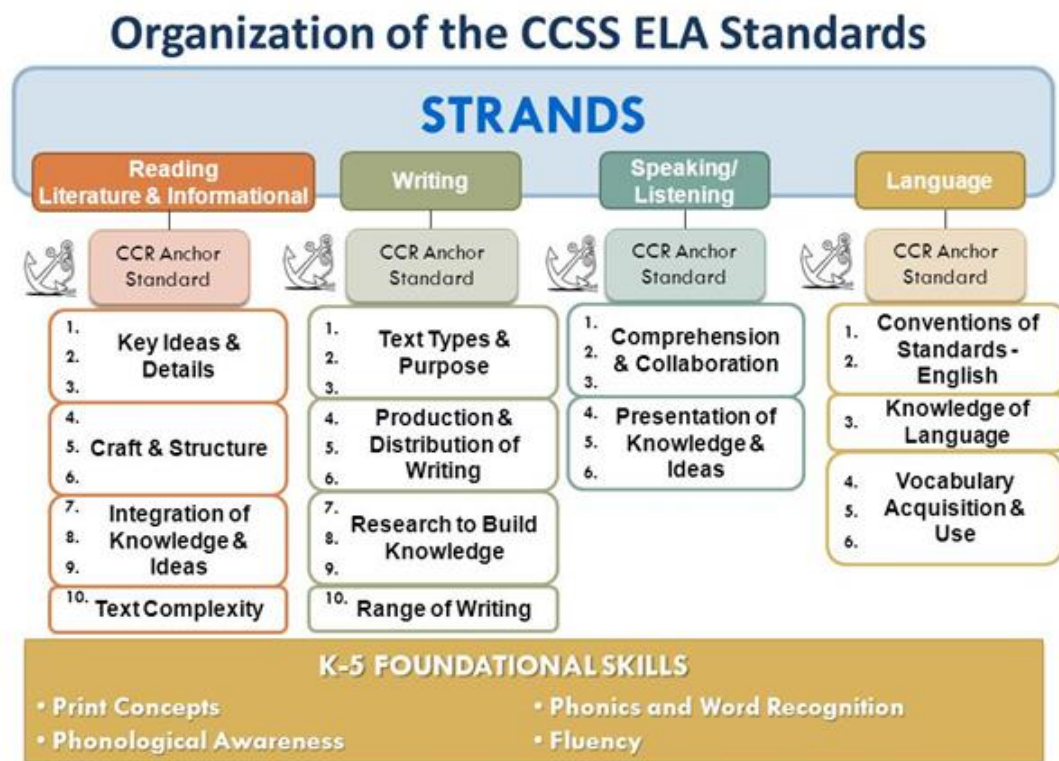 Organization of the CCSS ELA Standards
STRANDS
Reading
Literature & Informational
CCR Anchor
Standard
1.
2.
3.
Key Ideas &
Details
4.
5.
6.
Craft & Structure
7.
8.
9.
Integration of
Knowledge &
Ideas
10.
Text Complexity
Writing
CCR Anchor
Standard
1.
2.
3.
Text Types &
Purpose
4.
5.
6.
Production &
Distribution of
Writing
7.
8.
9.
Research to Build
Knowledge
10.
Range of Writing
Speaking/
Listening
CCR Anchor
Standard
1.
2.
3.
Comprehension
& Collaboration
4.
5.
6.
Presentation of
Knowledge &
Ideas
Language
CCR Anchor
Standard
1.
2.
Conventions of
Standards -
English
3.
Knowledge of
Language
4.
5.
6.
Vocabulary
Acquisition &
Use
K-5 FOUNDATIONAL SKILLS
• Print Concepts
• Phonological Awareness
• Phonics and Word Recognition
• Fluency